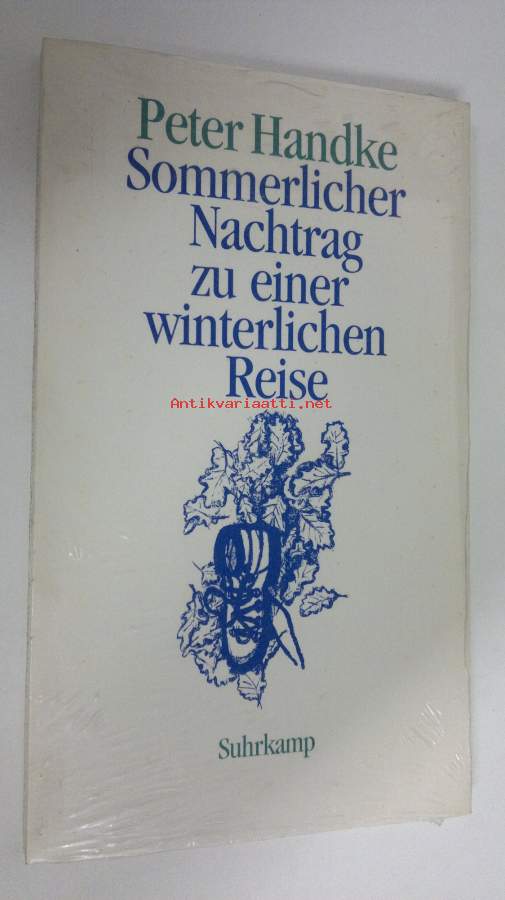 Peter Handke
Sommerlicher
Nachtrag
zu einer
winterlichen
Reise
Antikvariaatti.net
Suhrkamp